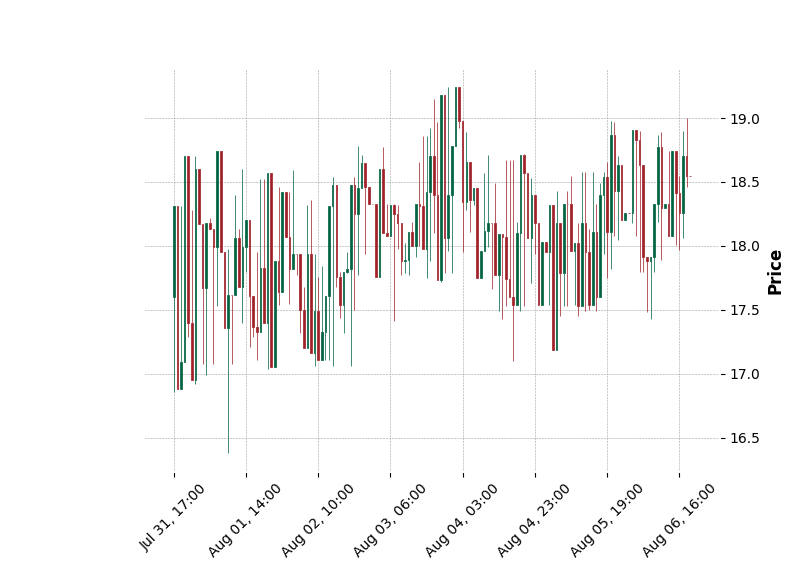 19.0
18.5
18.0
17.5
17.0
16.5
Price
Jul 31, 17:00
Aug 01, 14:00
Aug 02, 10:00
Aug 03, 06:00
Aug 04, 03:00
Aug 04, 23:00
Aug 05, 19:00
Aug 06, 16:00